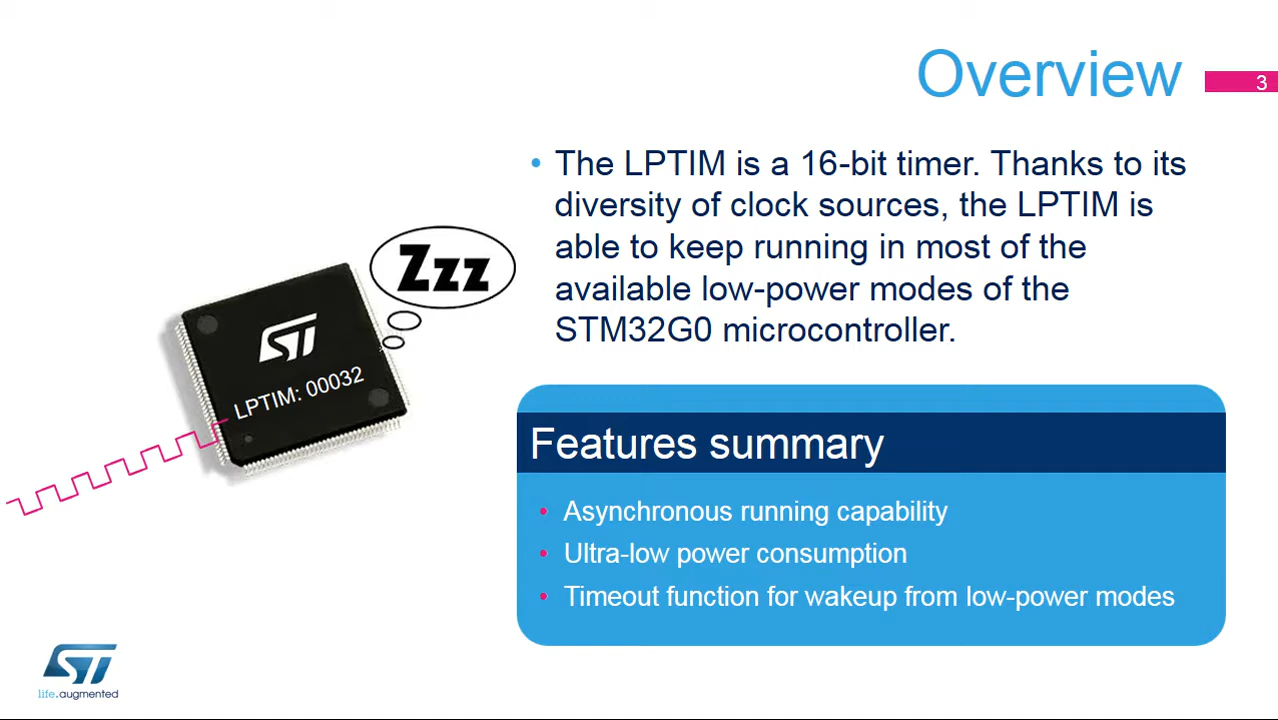 Overview
3
• The LPTIM is a 16-bit timer. Thanks to its
diversity of clock sources, the LPTIM is
able to keep running in most of the
available low-power modes of the
STM32G0 microcontroller.
Zzz
ST
LPTIM: 00032
Features summary
• Asynchronous running capability
• Ultra-low power consumption
• Timeout function for wakeup from low-power modes
ST
life.augmented